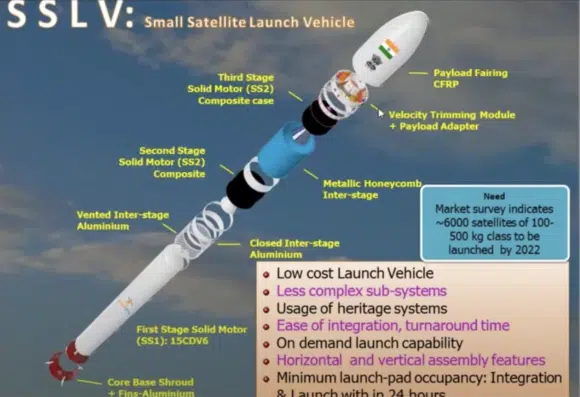 SSLV: Small Satellite Launch Vehicle
Third Stage
Solid Motor (SS2)
Composite case
Payload Fairing
CFRP
Velocity Trimming Module
+ Payload Adapter
Second Stage
Solid Motor (SS2)
Composite
Metallic Honeycomb
Inter-stage
Need
Market survey indicates
~6000 satellites of 100-
500 kg class to be
launched by 2022
Vented Inter-stage
Aluminium
Closed Inter-stage
Aluminium
First Stage Solid Motor
(SS1): 15CDV6
Core Base Shroud
+ Fins-Aluminium
• Low cost Launch Vehicle
• Less complex sub-systems
• Usage of heritage systems
• Ease of integration, turnaround time
• On demand launch capability
• Horizontal and vertical assembly features
• Minimum launch-pad occupancy: Integration
& Launch with in 24 hours